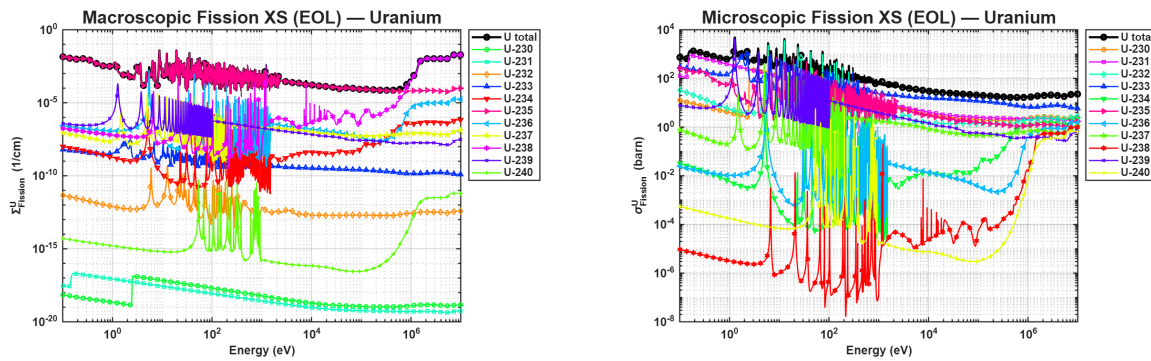 Macroscopic Fission XS (EOL) — Uranium
10^0
10^-5
10^-10
10^-15
10^-20
Σ^U_Fission (1/cm)
10^0
10^2
10^4
10^6
Energy (eV)
U total
U-230
U-231
U-232
U-233
U-234
U-235
U-236
U-237
U-238
U-239
U-240
Microscopic Fission XS (EOL) — Uranium
10^4
10^2
10^0
10^-2
10^-4
10^-6
10^-8
σ^U_Fission (barn)
10^0
10^2
10^4
10^6
Energy (eV)
U total
U-230
U-231
U-232
U-233
U-234
U-235
U-236
U-237
U-238
U-239
U-240